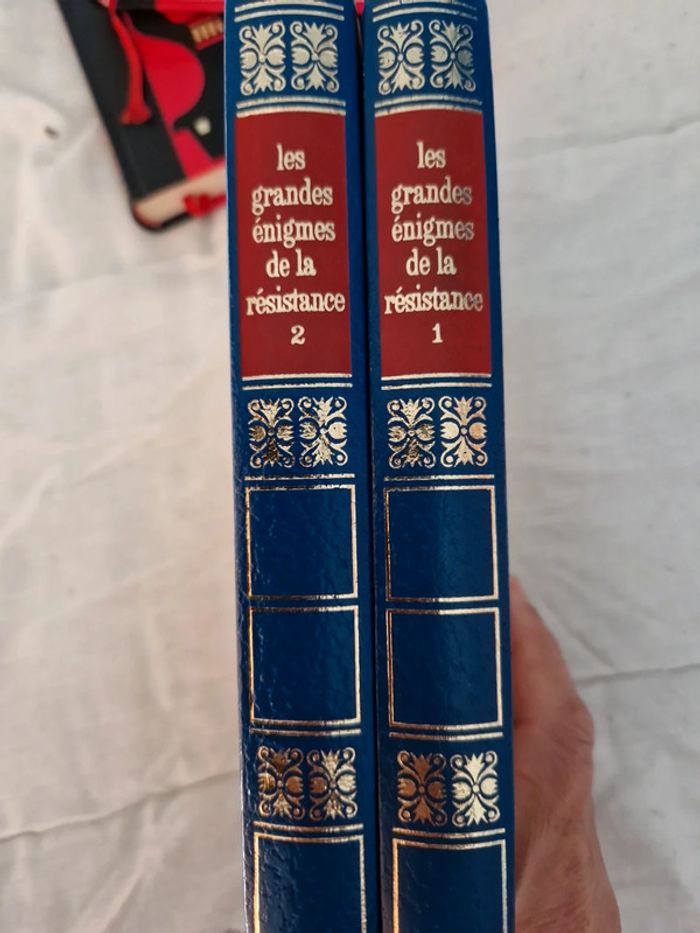 les
grandes
énigmes
de la
résistance
2
les
grandes
énigmes
de la
résistance
1